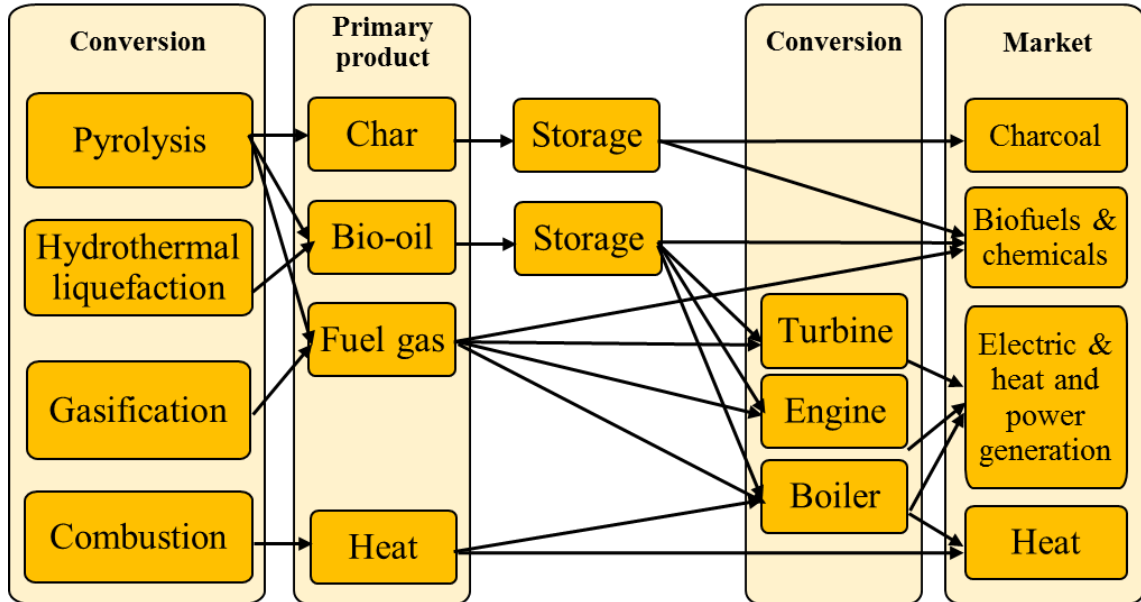 Conversion
Pyrolysis
Hydrothermal
liquefaction
Gasification
Combustion
Primary
product
Char
Bio-oil
Fuel gas
Heat
Storage
Storage
Conversion
Turbine
Engine
Boiler
Market
Charcoal
Biofuels &
chemicals
Electric &
heat and
power
generation
Heat